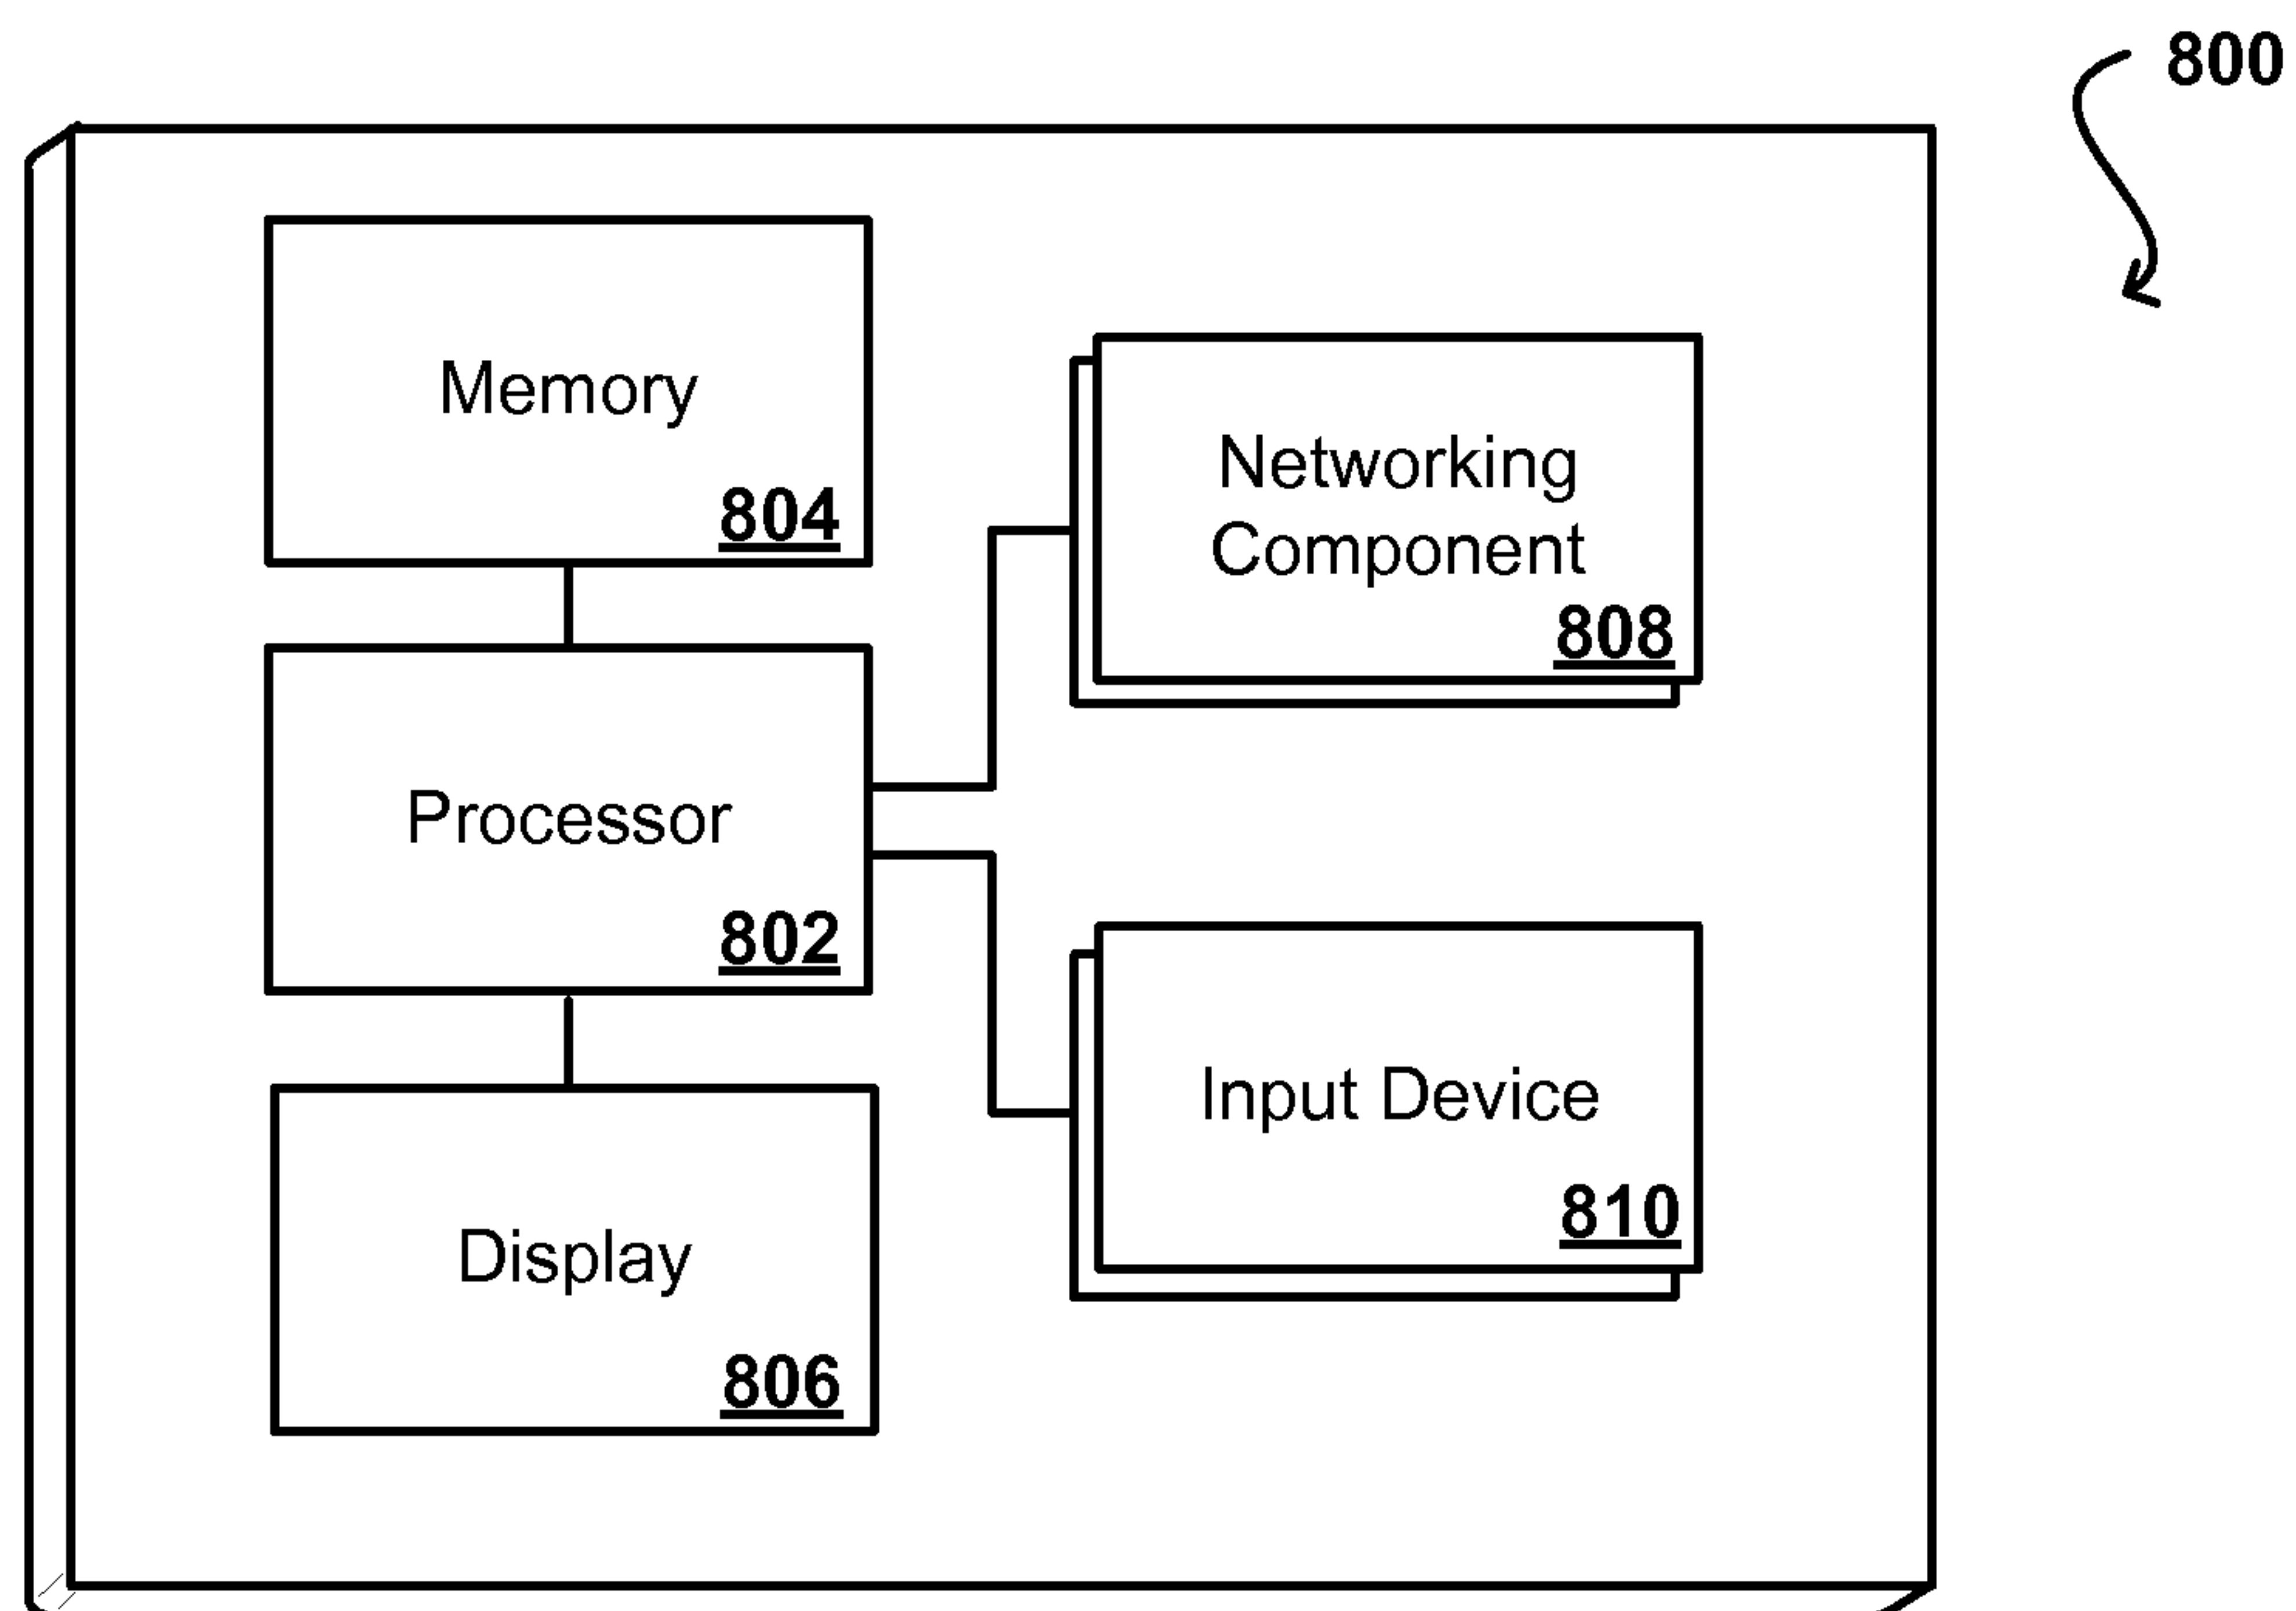 800
Memory
804
Networking
Component
808
Processor
802
Input Device
810
Display
806